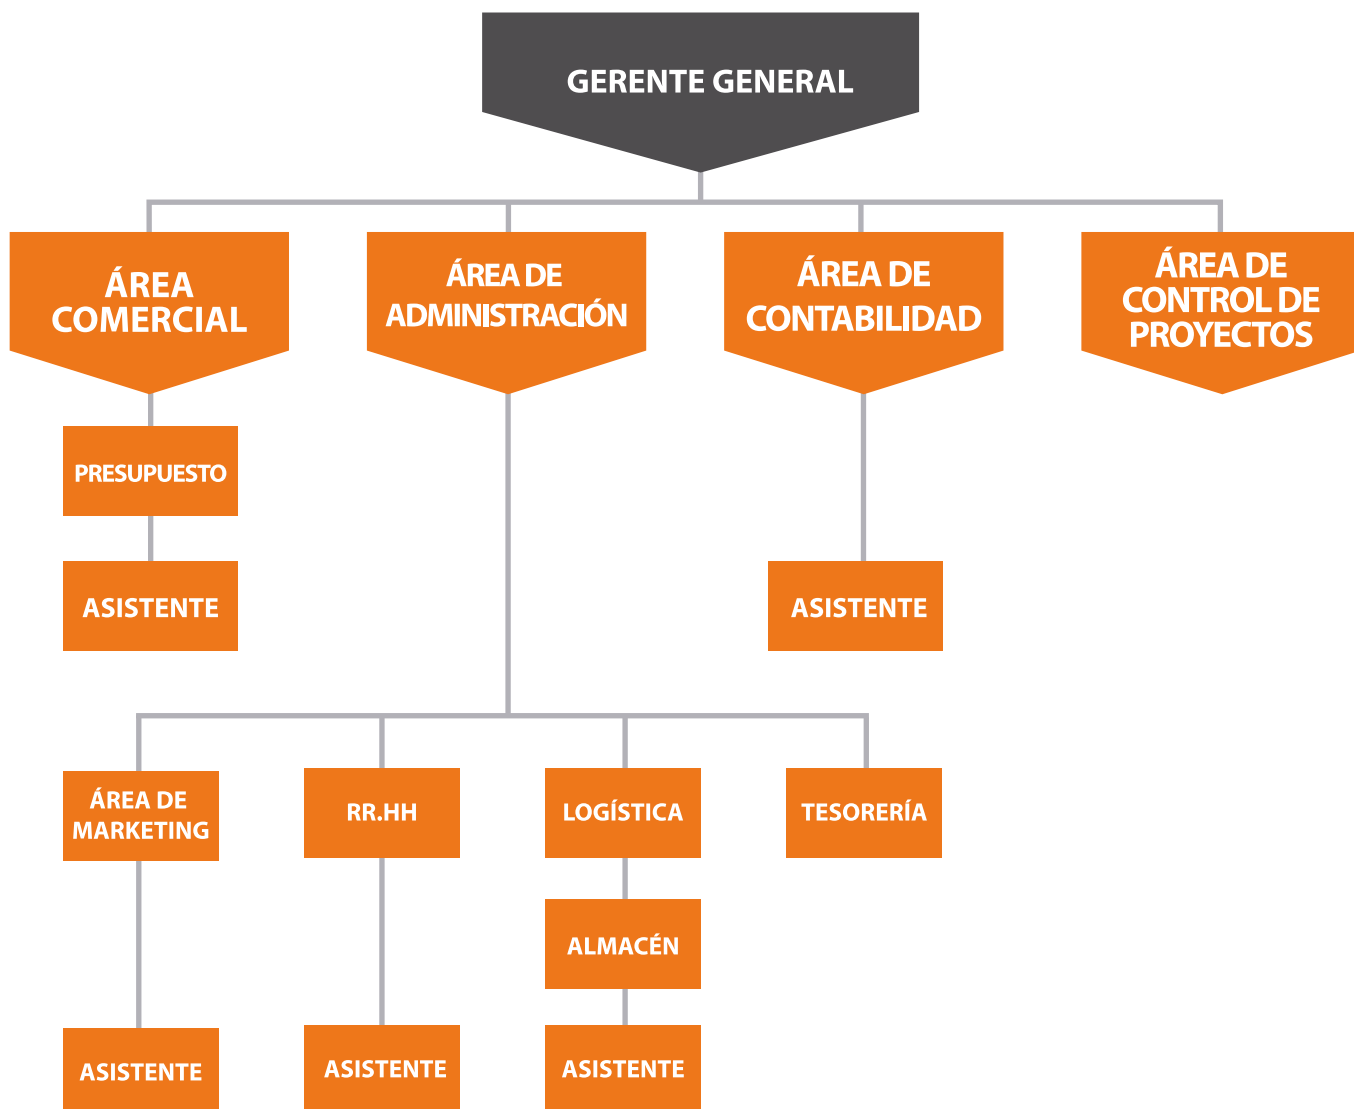 GERENTE GENERAL
ÁREA
COMERCIAL
ÁREA DE
ADMINISTRACIÓN
ÁREA DE
CONTABILIDAD
ÁREA DE
CONTROL DE
PROYECTOS
PRESUPUESTO
ASISTENTE
ASISTENTE
ÁREA DE
MARKETING
RR.HH
LOGÍSTICA
TESORERÍA
ALMACÉN
ASISTENTE
ASISTENTE
ASISTENTE